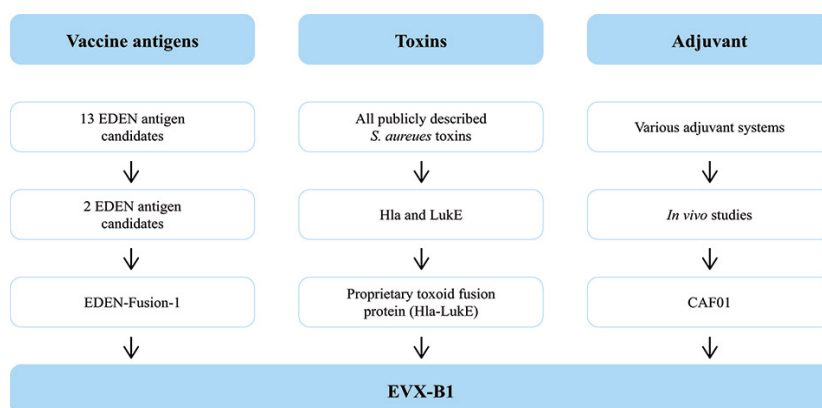 Vaccine antigens
Toxins
Adjuvant
13 EDEN antigen
candidates
All publicly described
S. aureues toxins
Various adjuvant systems
2 EDEN antigen
candidates
Hla and LukE
In vivo studies
EDEN-Fusion-1
Proprietary toxoid fusion
protein (Hla-LukE)
CAF01
EVX-B1